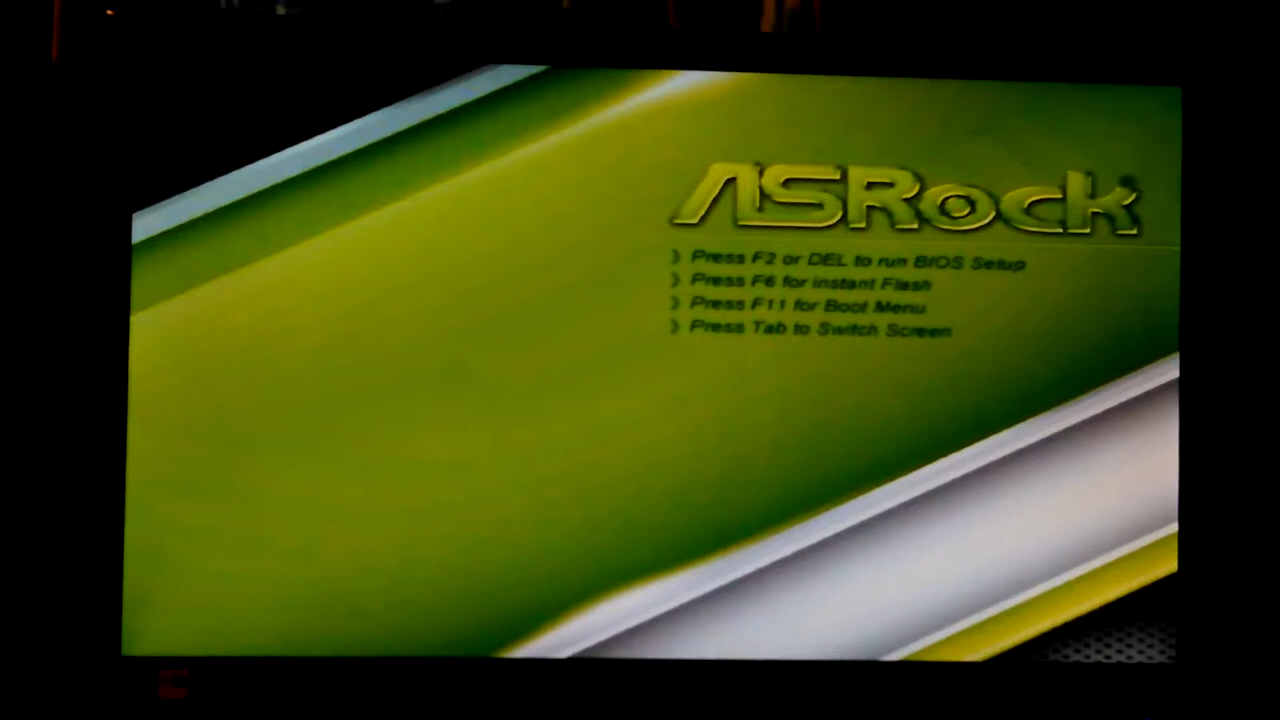 ASRock
Press F2 or DEL to run BIOS Setup
Press F6 for instant Flash
Press F11 for Boot Menu
Press Tab to Switch Screen